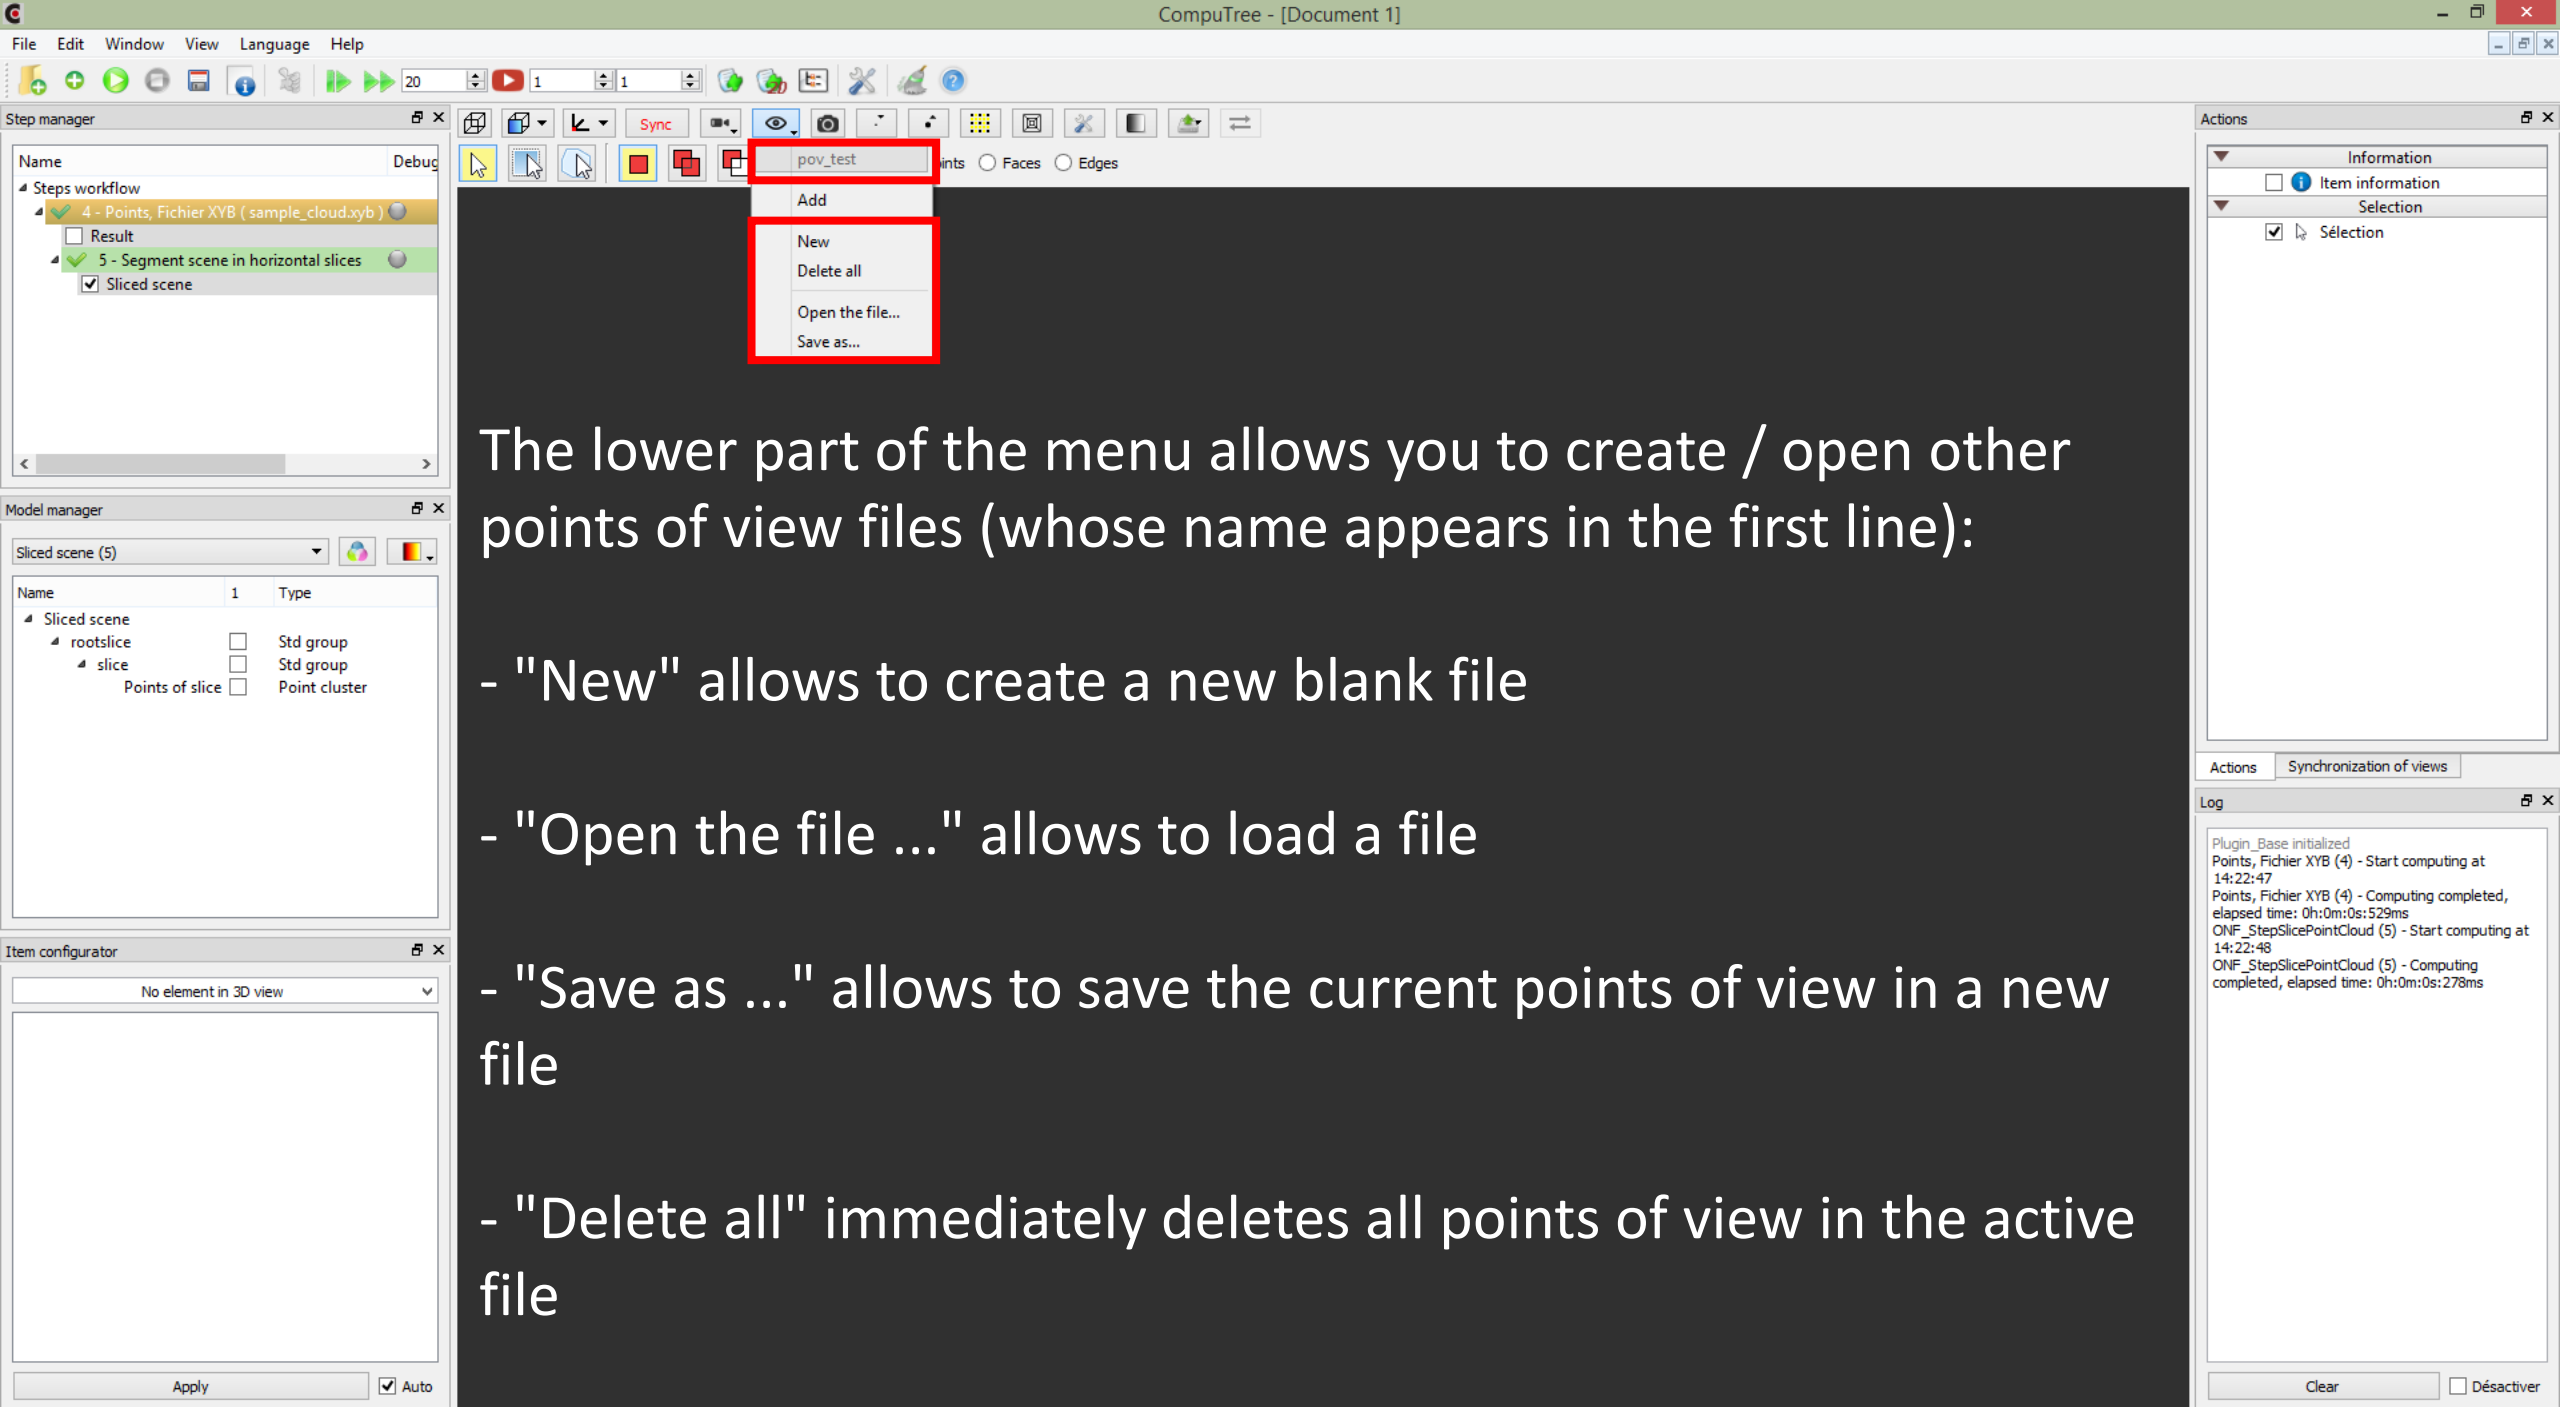 CompuTree - [Document 1]
File Edit Window View Language Help
20 1 1 2D
Step manager
Sync
Actions
Name Debug
Steps workflow
4 - Points, Fichier XYB ( sample_cloud.xyb )
Result
5 - Segment scene in horizontal slices
Sliced scene
pov_test
Faces Edges
Add
New
Delete all
Open the file...
Save as...
Information
Item information
Selection
Sélection
The lower part of the menu allows you to create / open other
points of view files (whose name appears in the first line):
- "New" allows to create a new blank file
- "Open the file ..." allows to load a file
- "Save as ..." allows to save the current points of view in a new
file
- "Delete all" immediately deletes all points of view in the active
file
Model manager
Sliced scene (5)
Name 1 Type
Sliced scene
rootslice Std group
slice Std group
Points of slice Point cluster
Item configurator
No element in 3D view
Apply Auto
Actions Synchronization of views
Log
Plugin_Base initialized
Points, Fichier XYB (4) - Start computing at
14:22:47
Points, Fichier XYB (4) - Computing completed,
elapsed time: 0h:0m:0s:529ms
ONF_StepSlicePointCloud (5) - Start computing at
14:22:48
ONF_StepSlicePointCloud (5) - Computing
completed, elapsed time: 0h:0m:0s:278ms
Clear Désactiver